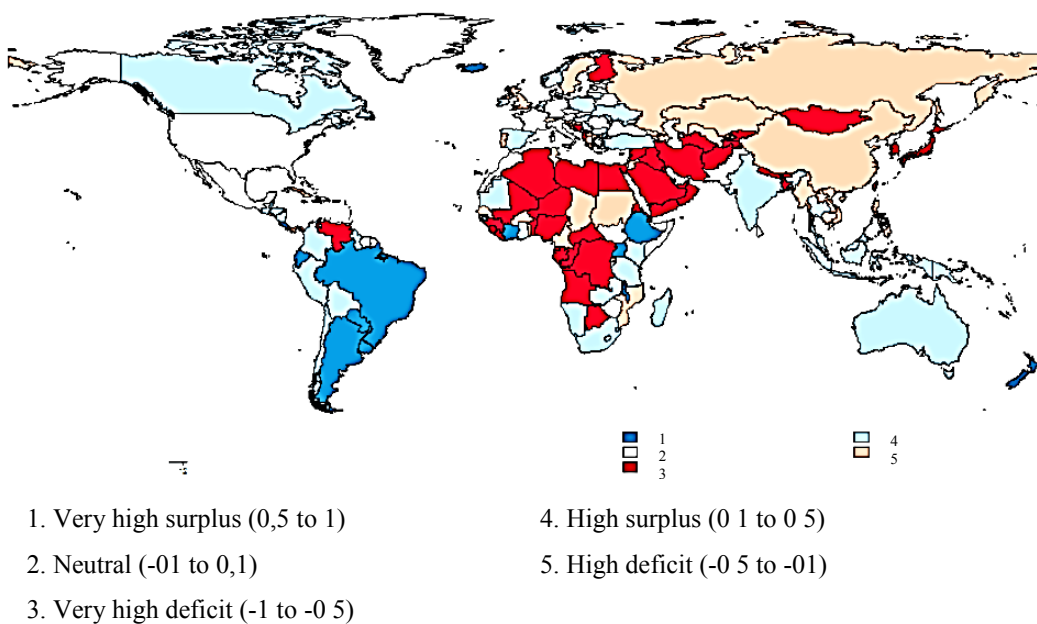 1
2
3
4
5
1. Very high surplus (0,5 to 1)
2. Neutral (-01 to 0,1)
3. Very high deficit (-1 to -0 5)
4. High surplus (0 1 to 0 5)
5. High deficit (-0 5 to -01)